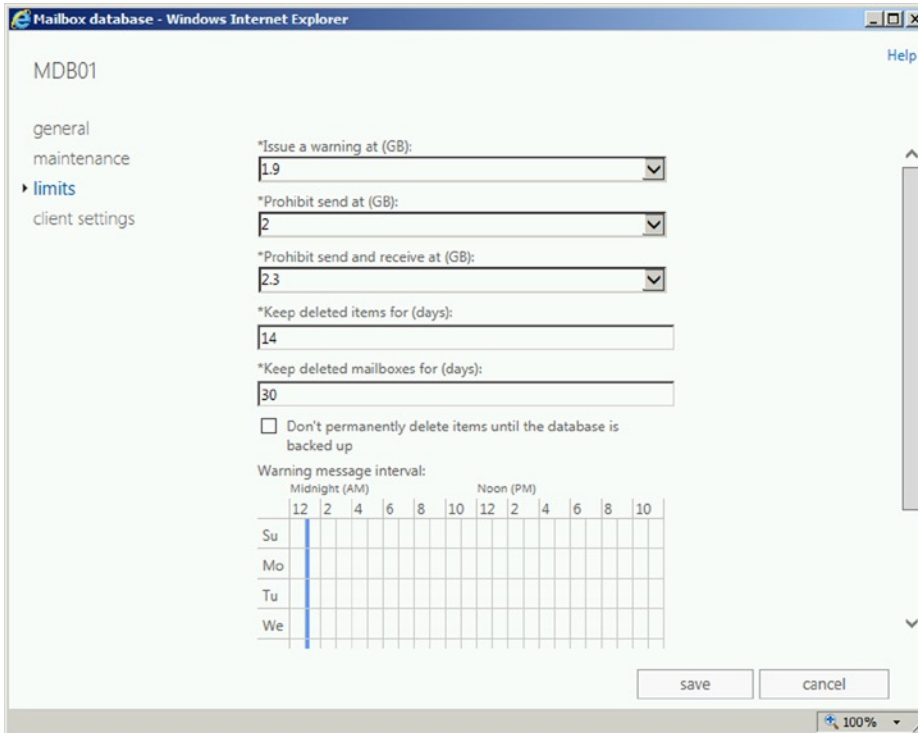 Mailbox database - Windows Internet Explorer
Help
MDB01
general
maintenance
limits
client settings
*Issue a warning at (GB):
1.9
*Prohibit send at (GB):
2
*Prohibit send and receive at (GB):
2.3
*Keep deleted items for (days):
14
*Keep deleted mailboxes for (days):
30
Don't permanently delete items until the database is
backed up
Warning message interval:
Midnight (AM) Noon (PM)
12 2 4 6 8 10 12 2 4 6 8 10
Su
Mo
Tu
We
save cancel
100%